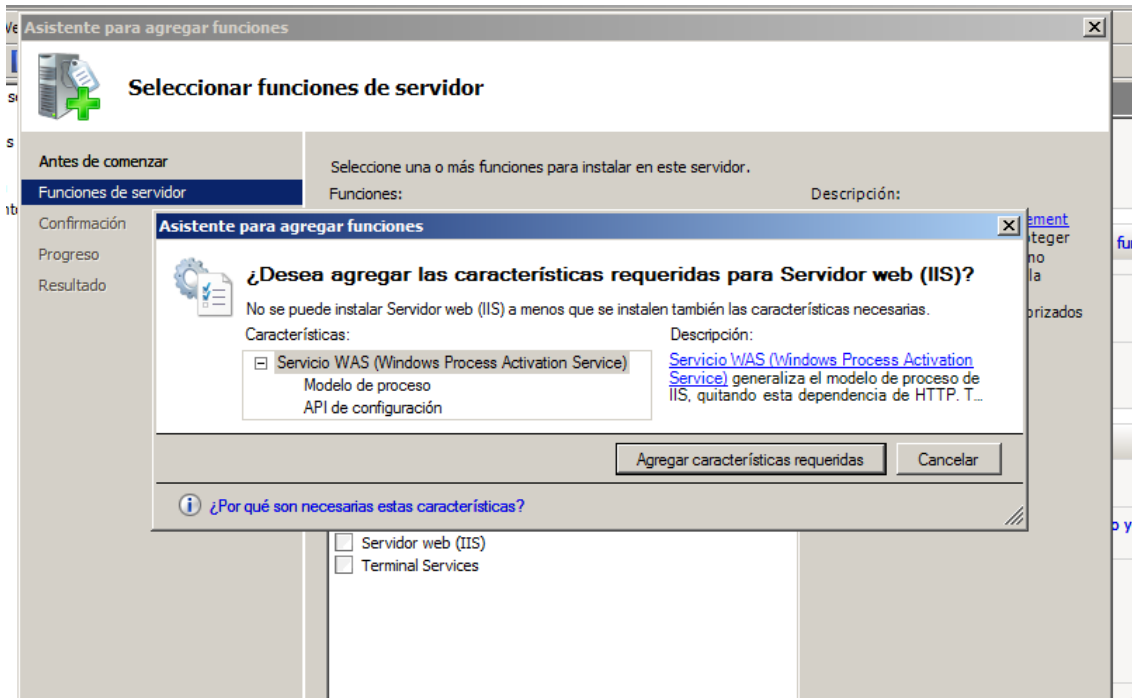 Asistente para agregar funciones
Seleccionar funciones de servidor
Antes de comenzar
Funciones de servidor
Confirmación
Progreso
Resultado
Seleccione una o más funciones para instalar en este servidor.
Funciones:
Descripción:
Asistente para agregar funciones
¿Desea agregar las características requeridas para Servidor web (IIS)?
No se puede instalar Servidor web (IIS) a menos que se instalen también las características necesarias.
Características:
Servicio WAS (Windows Process Activation Service)
Modelo de proceso
API de configuración
Descripción:
Servicio WAS (Windows Process Activation
Service) generaliza el modelo de proceso de
IIS, quitando esta dependencia de HTTP. T...
Agregar características requeridas
Cancelar
¿Por qué son necesarias estas características?
Servidor web (IIS)
Terminal Services